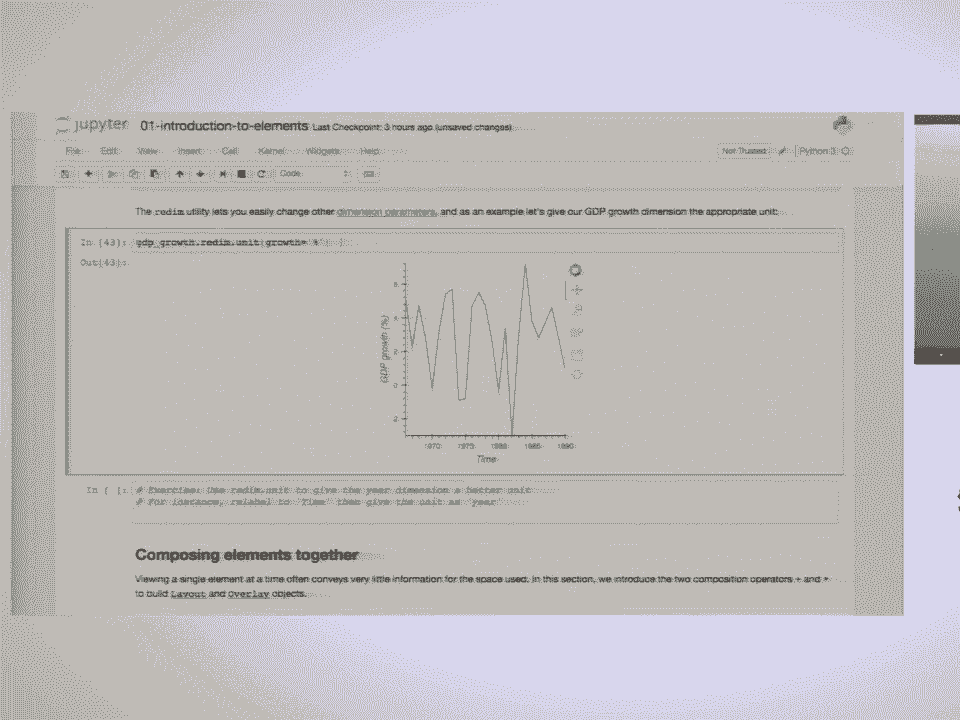 jupyter 01-introduction-to-elements Last Checkpoint: 3 hours ago (unsaved changes)
File Edit View Insert Cell Kernel Widgets Help Not Trusted Python 3
Code
The redim utility lets you easily change other dimension parameters, and as an example let's give our GDP growth dimension the appropriate unit:
In [43]: gdp_growth.redim.unit(growth='%')
Out[43]:
GDP growth (%)
1970 1975 1980 1985 1990
Time
In [ ]: # Exercise: Use redim.unit to give the year dimension a better unit
# For instance, relabel to 'Time' then give the unit as 'year'
Composing elements together
Viewing a single element at a time often conveys very little information for the space used. In this section, we introduce the two composition operators + and *
to build Layout and Overlay objects.